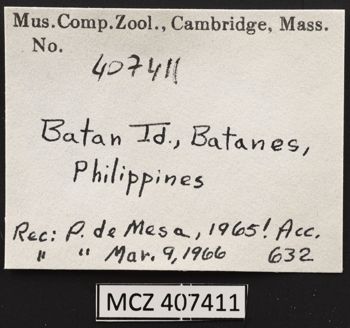 Mus.Comp.Zool., Cambridge, Mass.
No.
407411
Batan Id., Batanes,
Philippines
Rec: P. de Mesa, 1965! Acc.
" " Mar. 9, 1966 632
MCZ 407411